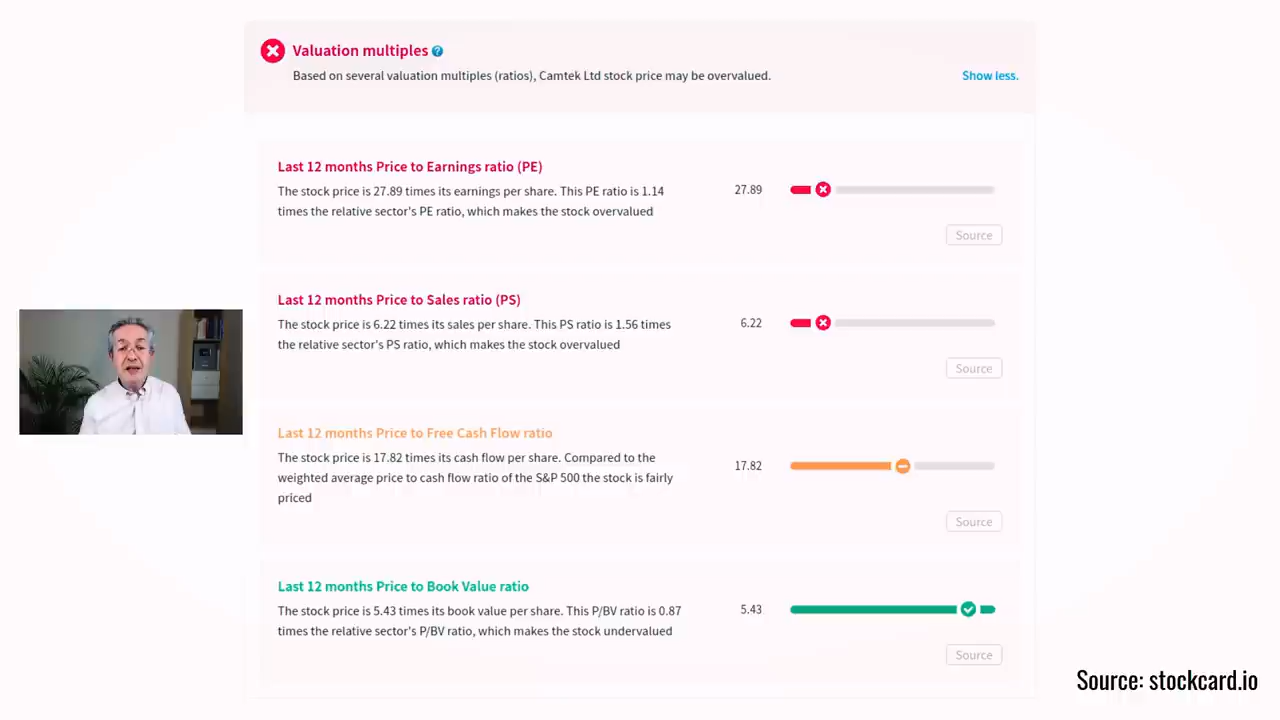 Valuation multiples ?
Based on several valuation multiples (ratios), Camtek Ltd stock price may be overvalued.
Show less.
Last 12 months Price to Earnings ratio (PE)
The stock price is 27.89 times its earnings per share. This PE ratio is 1.14
times the relative sector's PE ratio, which makes the stock overvalued
27.89
Source
Last 12 months Price to Sales ratio (PS)
The stock price is 6.22 times its sales per share. This PS ratio is 1.56 times
the relative sector's PS ratio, which makes the stock overvalued
6.22
Source
Last 12 months Price to Free Cash Flow ratio
The stock price is 17.82 times its cash flow per share. Compared to the
weighted average price to cash flow ratio of the S&P 500 the stock is fairly
priced
17.82
Source
Last 12 months Price to Book Value ratio
The stock price is 5.43 times its book value per share. This P/BV ratio is 0.87
times the relative sector's P/BV ratio, which makes the stock undervalued
5.43
Source
Source: stockcard.io